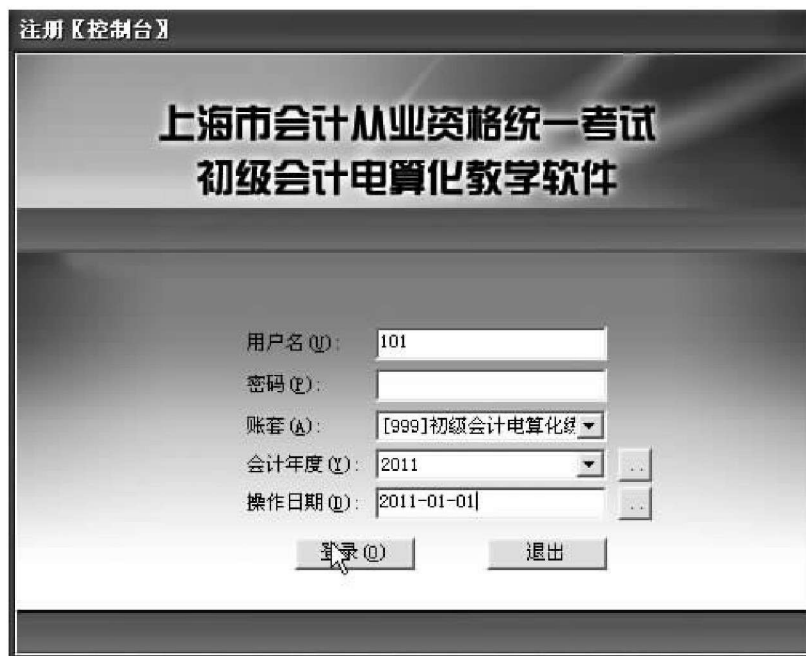 注册【控制台】
上海市会计从业资格统一考试
初级会计电算化教学软件
用户名(U): 101
密码(P):
账套(A): [999]初级会计电算化练
会计年度(Y): 2011 ..
操作日期(D): 2011-01-01 ..
登录(O) 退出